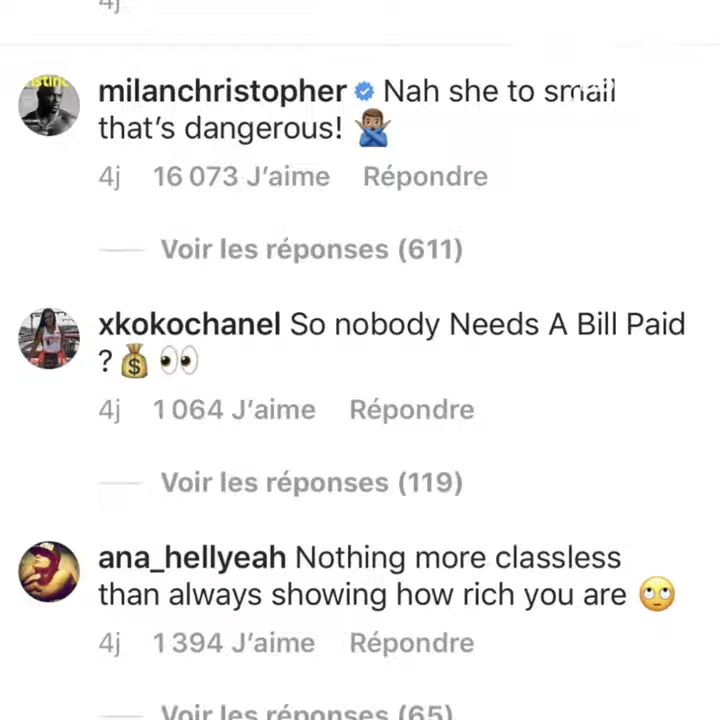 4j
milanchristopher Nah she to small
that's dangerous! 🙅🏽‍♂️
4j 16 073 J'aime Répondre
Voir les réponses (611)
xkokochanel So nobody Needs A Bill Paid
? 💰 👀
4j 1 064 J'aime Répondre
Voir les réponses (119)
ana_hellyeah Nothing more classless
than always showing how rich you are 🙄
4j 1 394 J'aime Répondre
Voir les réponses (65)